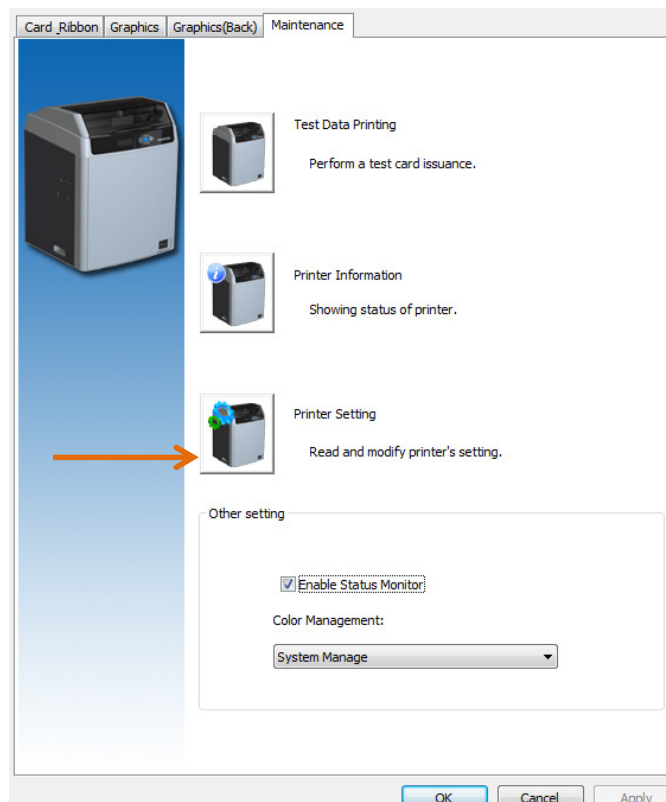 Card _Ribbon Graphics Graphics(Back) Maintenance
Test Data Printing
Perform a test card issuance.
Printer Information
Showing status of printer.
Printer Setting
Read and modify printer's setting.
Other setting
Enable Status Monitor
Color Management:
System Manage
OK Cancel Apply